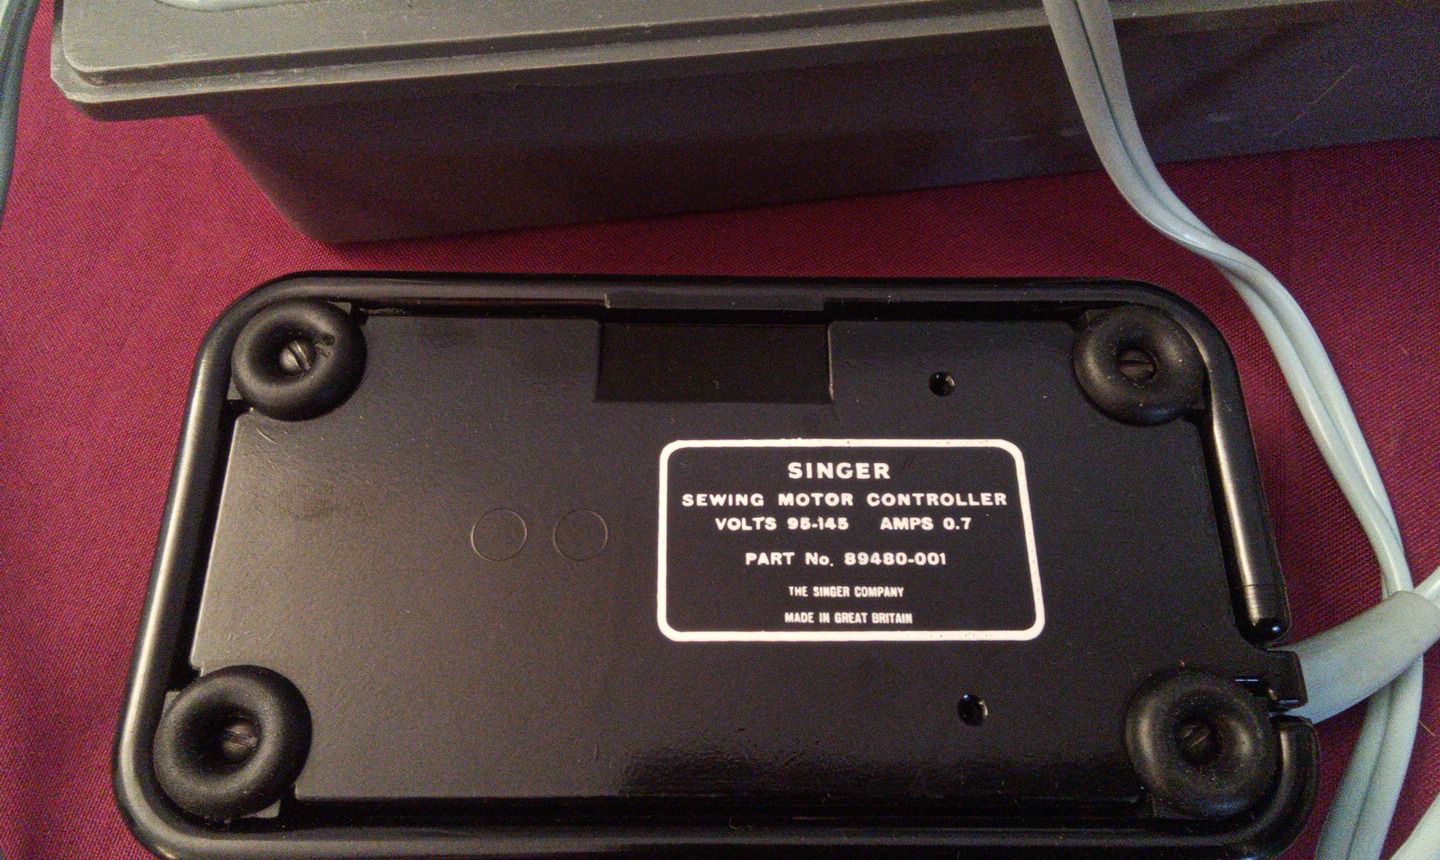 SINGER
SEWING MOTOR CONTROLLER
VOLTS 95-145 AMPS 0.7
PART No. 89480-001
THE SINGER COMPANY
MADE IN GREAT BRITAIN